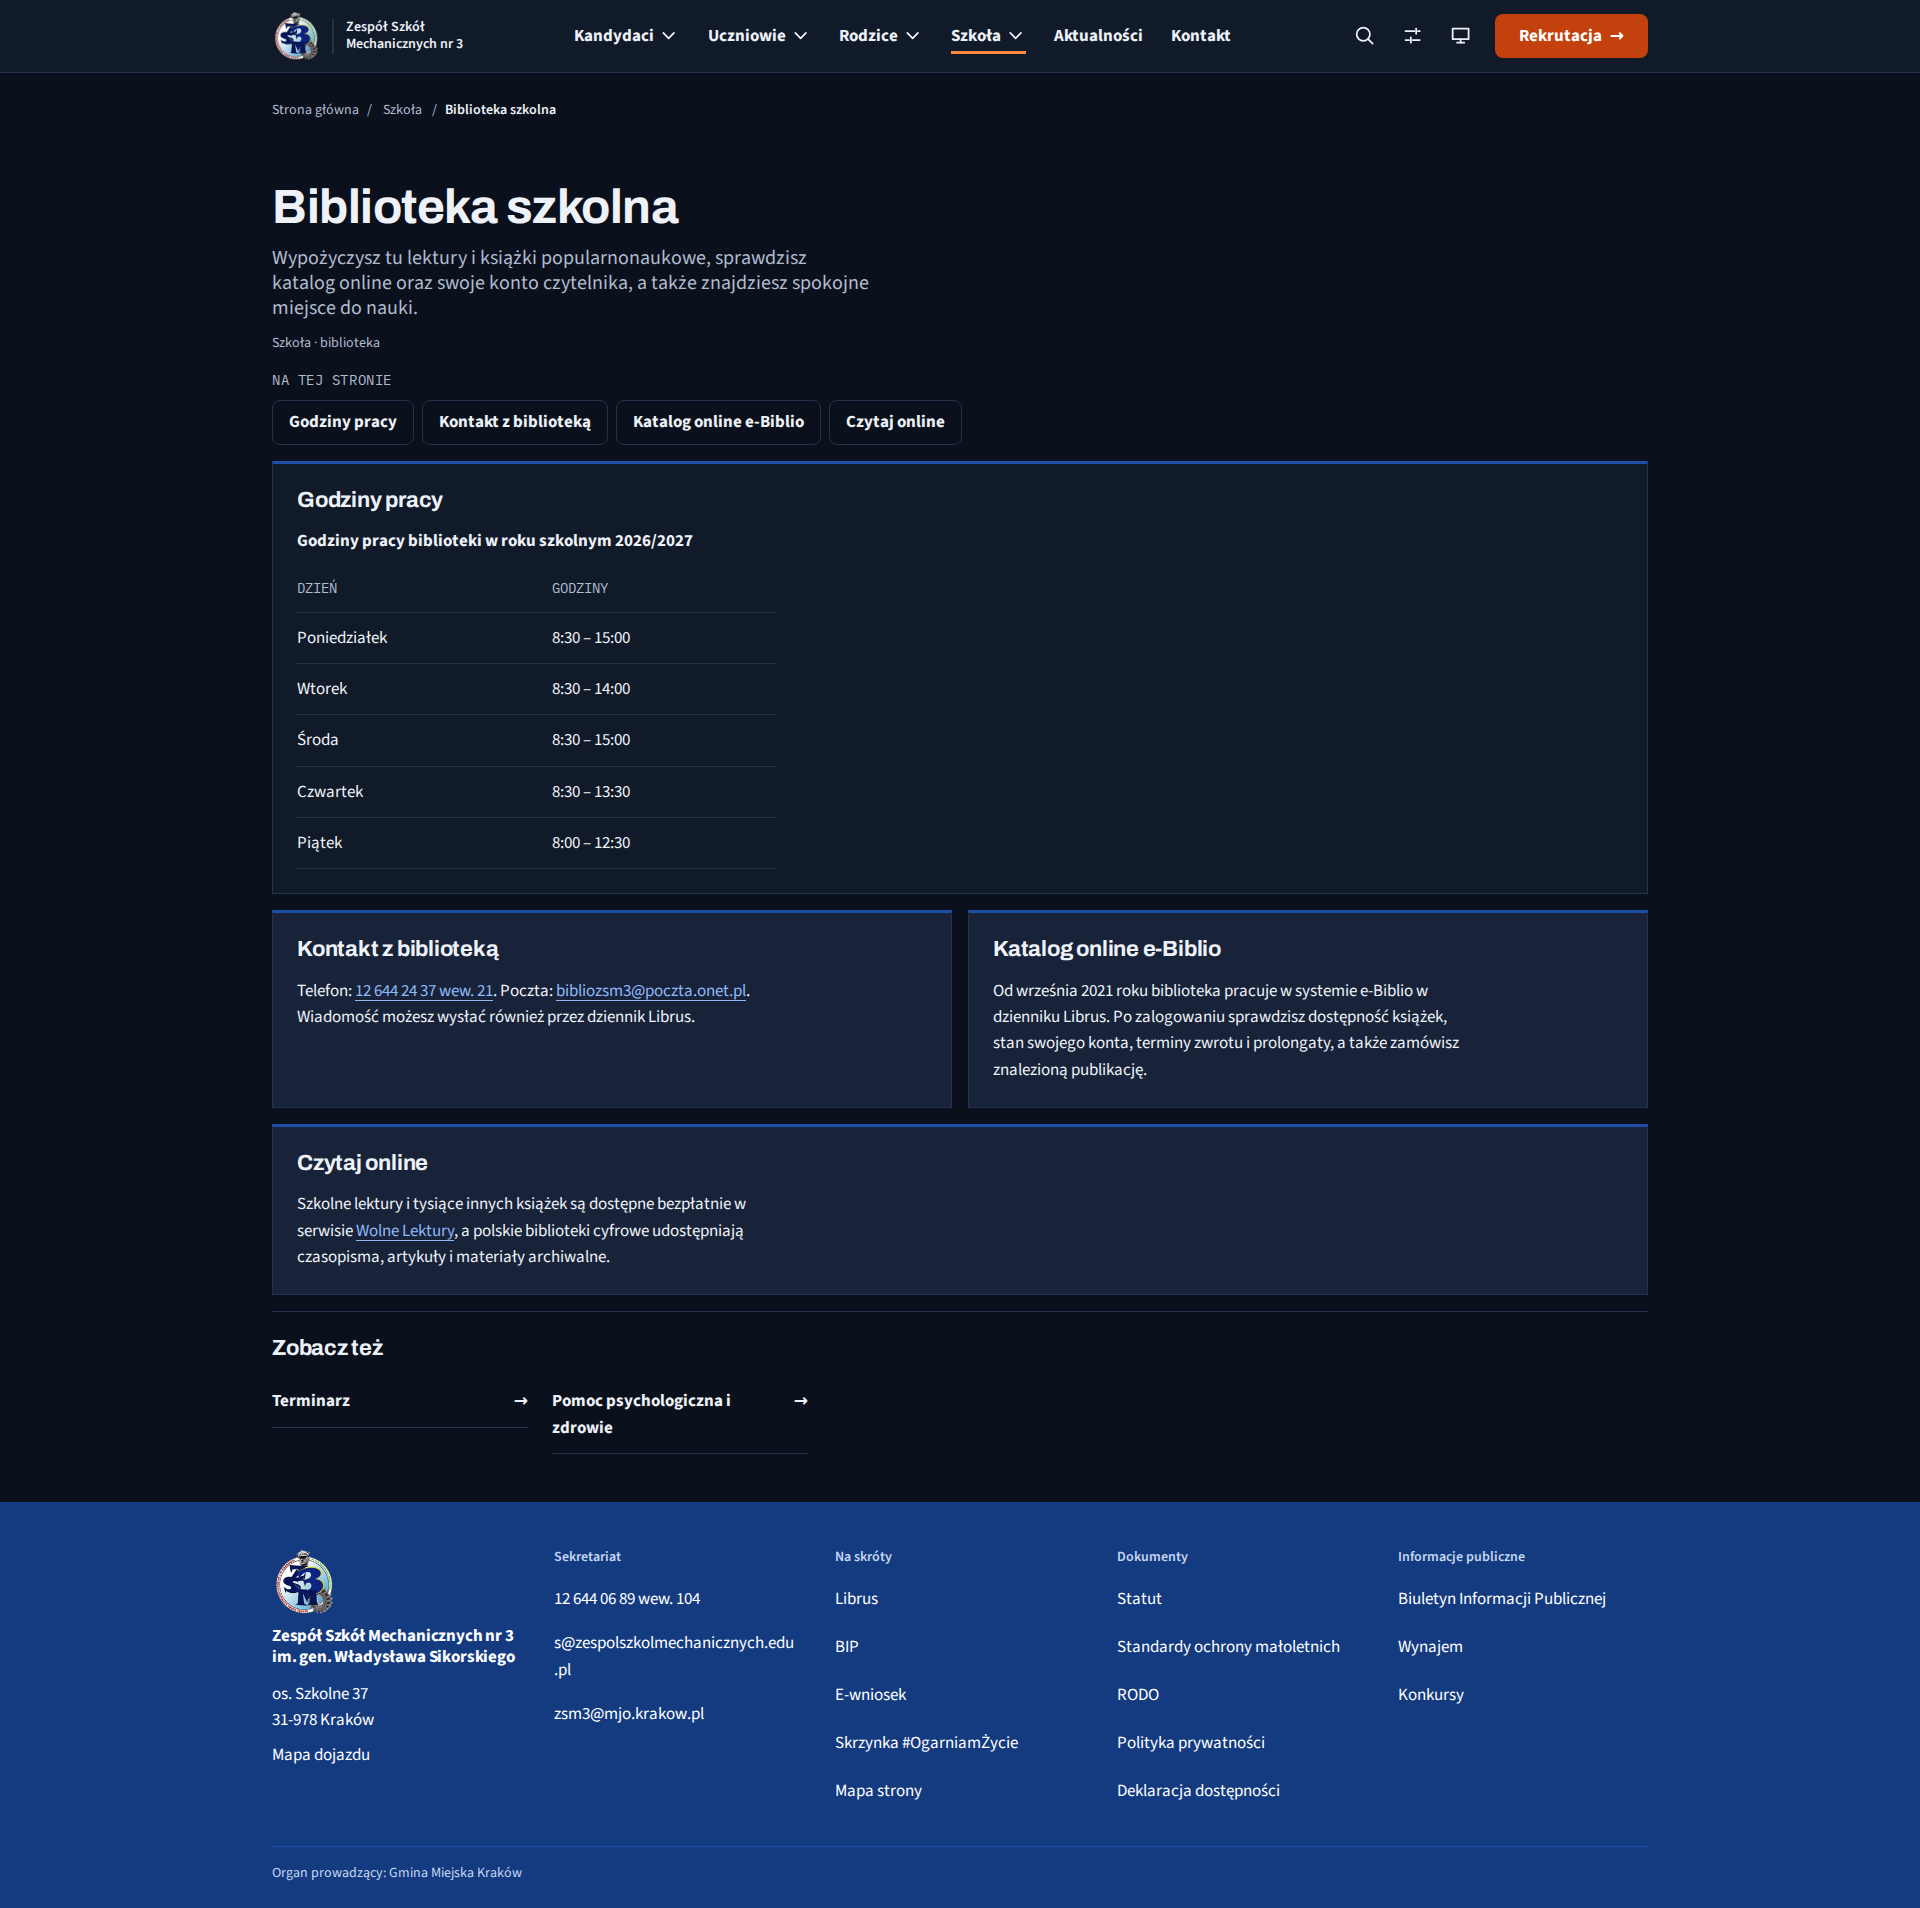 Zespół Szkół
Mechanicznych nr 3
Kandydaci
Uczniowie
Rodzice
Szkoła
Aktualności
Kontakt
Rekrutacja →
Strona główna / Szkoła / Biblioteka szkolna
Biblioteka szkolna
Wypożyczysz tu lektury i książki popularnonaukowe, sprawdzisz
katalog online oraz swoje konto czytelnika, a także znajdziesz spokojne
miejsce do nauki.
Szkoła · biblioteka
NA TEJ STRONIE
Godziny pracy
Kontakt z biblioteką
Katalog online e-Biblio
Czytaj online
Godziny pracy
Godziny pracy biblioteki w roku szkolnym 2026/2027
DZIEŃ GODZINY
Poniedziałek 8:30 – 15:00
Wtorek 8:30 – 14:00
Środa 8:30 – 15:00
Czwartek 8:30 – 13:30
Piątek 8:00 – 12:30
Kontakt z biblioteką
Telefon: 12 644 24 37 wew. 21. Poczta: bibliozsm3@poczta.onet.pl.
Wiadomość możesz wysłać również przez dziennik Librus.
Katalog online e-Biblio
Od września 2021 roku biblioteka pracuje w systemie e-Biblio w
dzienniku Librus. Po zalogowaniu sprawdzisz dostępność książek,
stan swojego konta, terminy zwrotu i prolongaty, a także zamówisz
znalezioną publikację.
Czytaj online
Szkolne lektury i tysiące innych książek są dostępne bezpłatnie w
serwisie Wolne Lektury, a polskie biblioteki cyfrowe udostępniają
czasopisma, artykuły i materiały archiwalne.
Zobacz też
Terminarz →
Pomoc psychologiczna i →
zdrowie
Zespół Szkół Mechanicznych nr 3
im. gen. Władysława Sikorskiego
os. Szkolne 37
31-978 Kraków
Mapa dojazdu
Sekretariat
12 644 06 89 wew. 104
s@zespolszkolmechanicznych.edu
.pl
zsm3@mjo.krakow.pl
Na skróty
Librus
BIP
E-wniosek
Skrzynka #OgarniamŻycie
Mapa strony
Dokumenty
Statut
Standardy ochrony małoletnich
RODO
Polityka prywatności
Deklaracja dostępności
Informacje publiczne
Biuletyn Informacji Publicznej
Wynajem
Konkursy
Organ prowadzący: Gmina Miejska Kraków